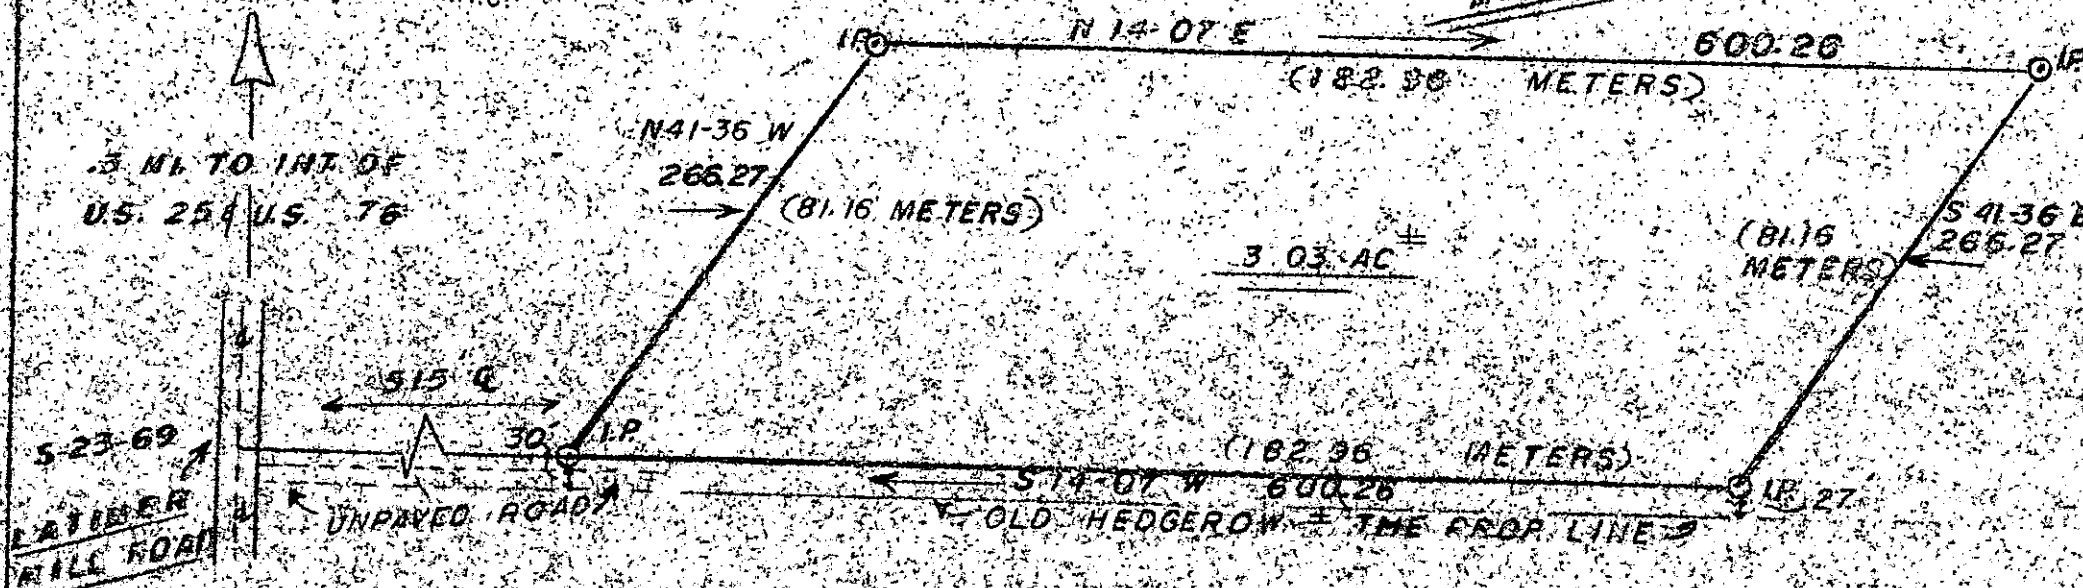 N 14-07 E
600.26
I.P.
I.P.
(182.96 METERS)
N41-36 W
266.27
(81.16 METERS)
.3 MI. TO INT. OF
U.S. 25 & U.S. 76
3.03 AC ±
S 41-36 E
266.27
(81.16
METERS)
515' ℄
30'
I.P.
S-23-69
(182.96 METERS)
S 14-07 W 600.26
I.P.
27'
UNPAVED ROAD
OLD HEDGEROW ± THE PROP. LINE
MILL ROAD